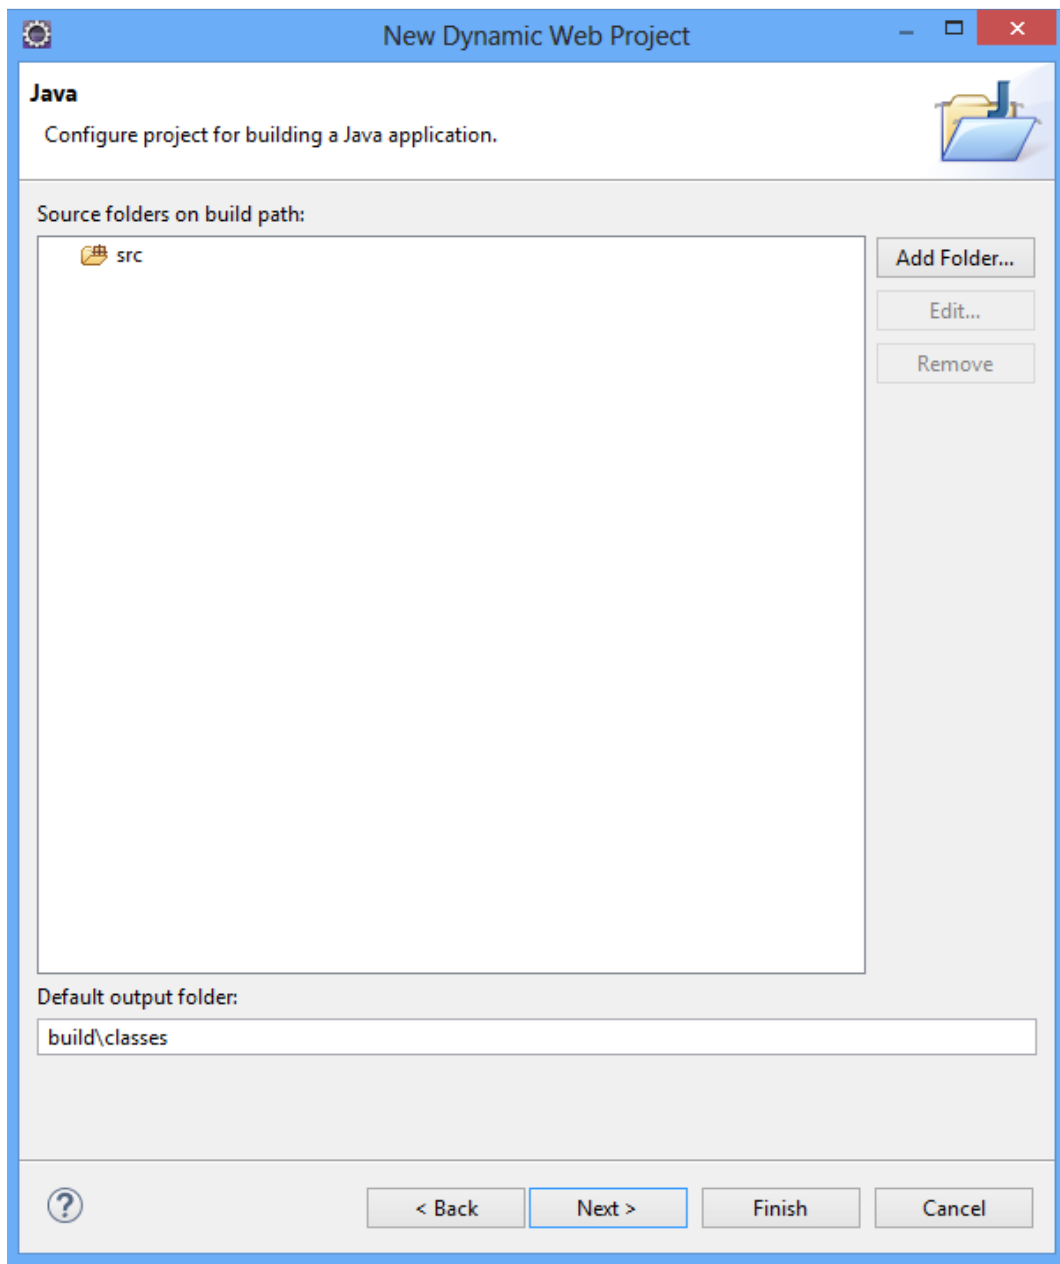 New Dynamic Web Project
Java
Configure project for building a Java application.
Source folders on build path:
src
Add Folder...
Edit...
Remove
Default output folder:
build\classes
< Back
Next >
Finish
Cancel